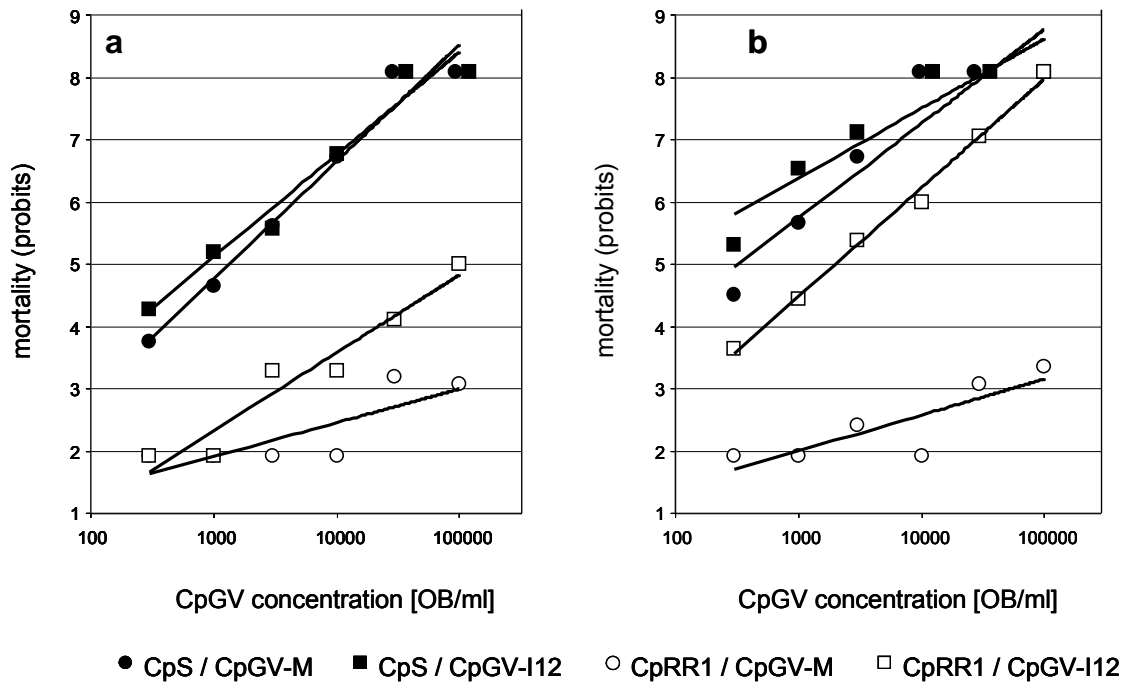 a
b
9
8
7
6
5
4
3
2
1
mortality (probits)
100 1000 10000 100000
CpGV concentration [OB/ml]
9
8
7
6
5
4
3
2
1
mortality (probits)
100 1000 10000 100000
CpGV concentration [OB/ml]
CpS / CpGV-M CpS / CpGV-I12 CpRR1 / CpGV-M CpRR1 / CpGV-I12